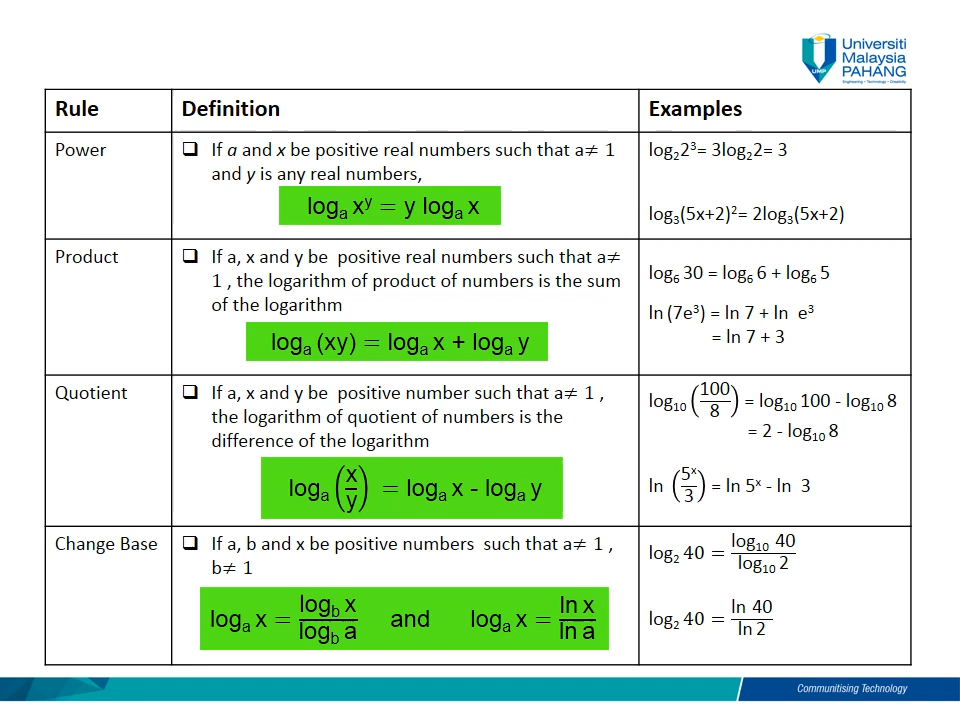 Universiti
Malaysia
PAHANG
Engineering • Technology • Creativity
UMP
Rule Definition Examples
Power
❑ If a and x be positive real numbers such that a≠ 1
and y is any real numbers,
logₐ xʸ = y logₐ x
log₂2³= 3log₂2= 3
log₃(5x+2)²= 2log₃(5x+2)
Product
❑ If a, x and y be  positive real numbers such that a≠
1 , the logarithm of product of numbers is the sum
of the logarithm
logₐ (xy) = logₐ x + logₐ y
log₆ 30 = log₆ 6 + log₆ 5
ln (7e³) = ln 7 + ln  e³
= ln 7 + 3
Quotient
❑ If a, x and y be  positive number such that a≠ 1 ,
the logarithm of quotient of numbers is the
difference of the logarithm
logₐ (x/y) = logₐ x - logₐ y
log₁₀ (100/8) = log₁₀ 100 - log₁₀ 8
= 2 - log₁₀ 8
ln (5ˣ/3) = ln 5ˣ - ln  3
Change Base
❑ If a, b and x be positive numbers  such that a≠ 1 ,
b≠ 1
logₐ x = log_b x/log_b a and logₐ x = ln x/ln a
log₂ 40 = log₁₀ 40/log₁₀ 2
log₂ 40 = ln 40/ln 2
Communitising Technology